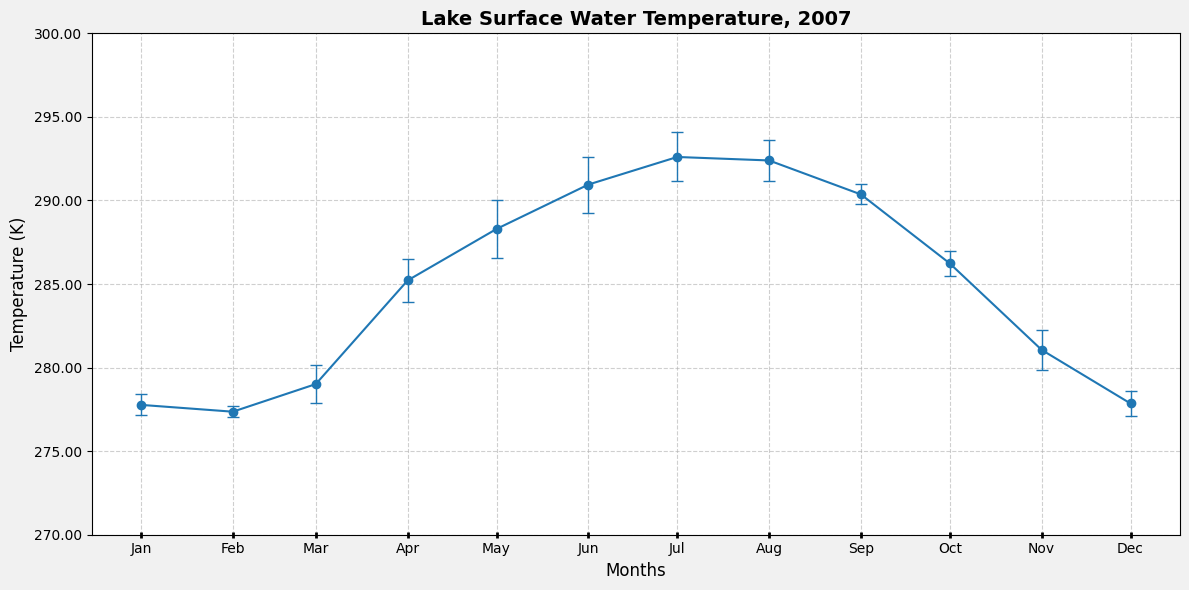 Lake Surface Water Temperature, 2007
300.00
295.00
290.00
285.00
280.00
275.00
270.00
Temperature (K)
Jan Feb Mar Apr May Jun Jul Aug Sep Oct Nov Dec
Months